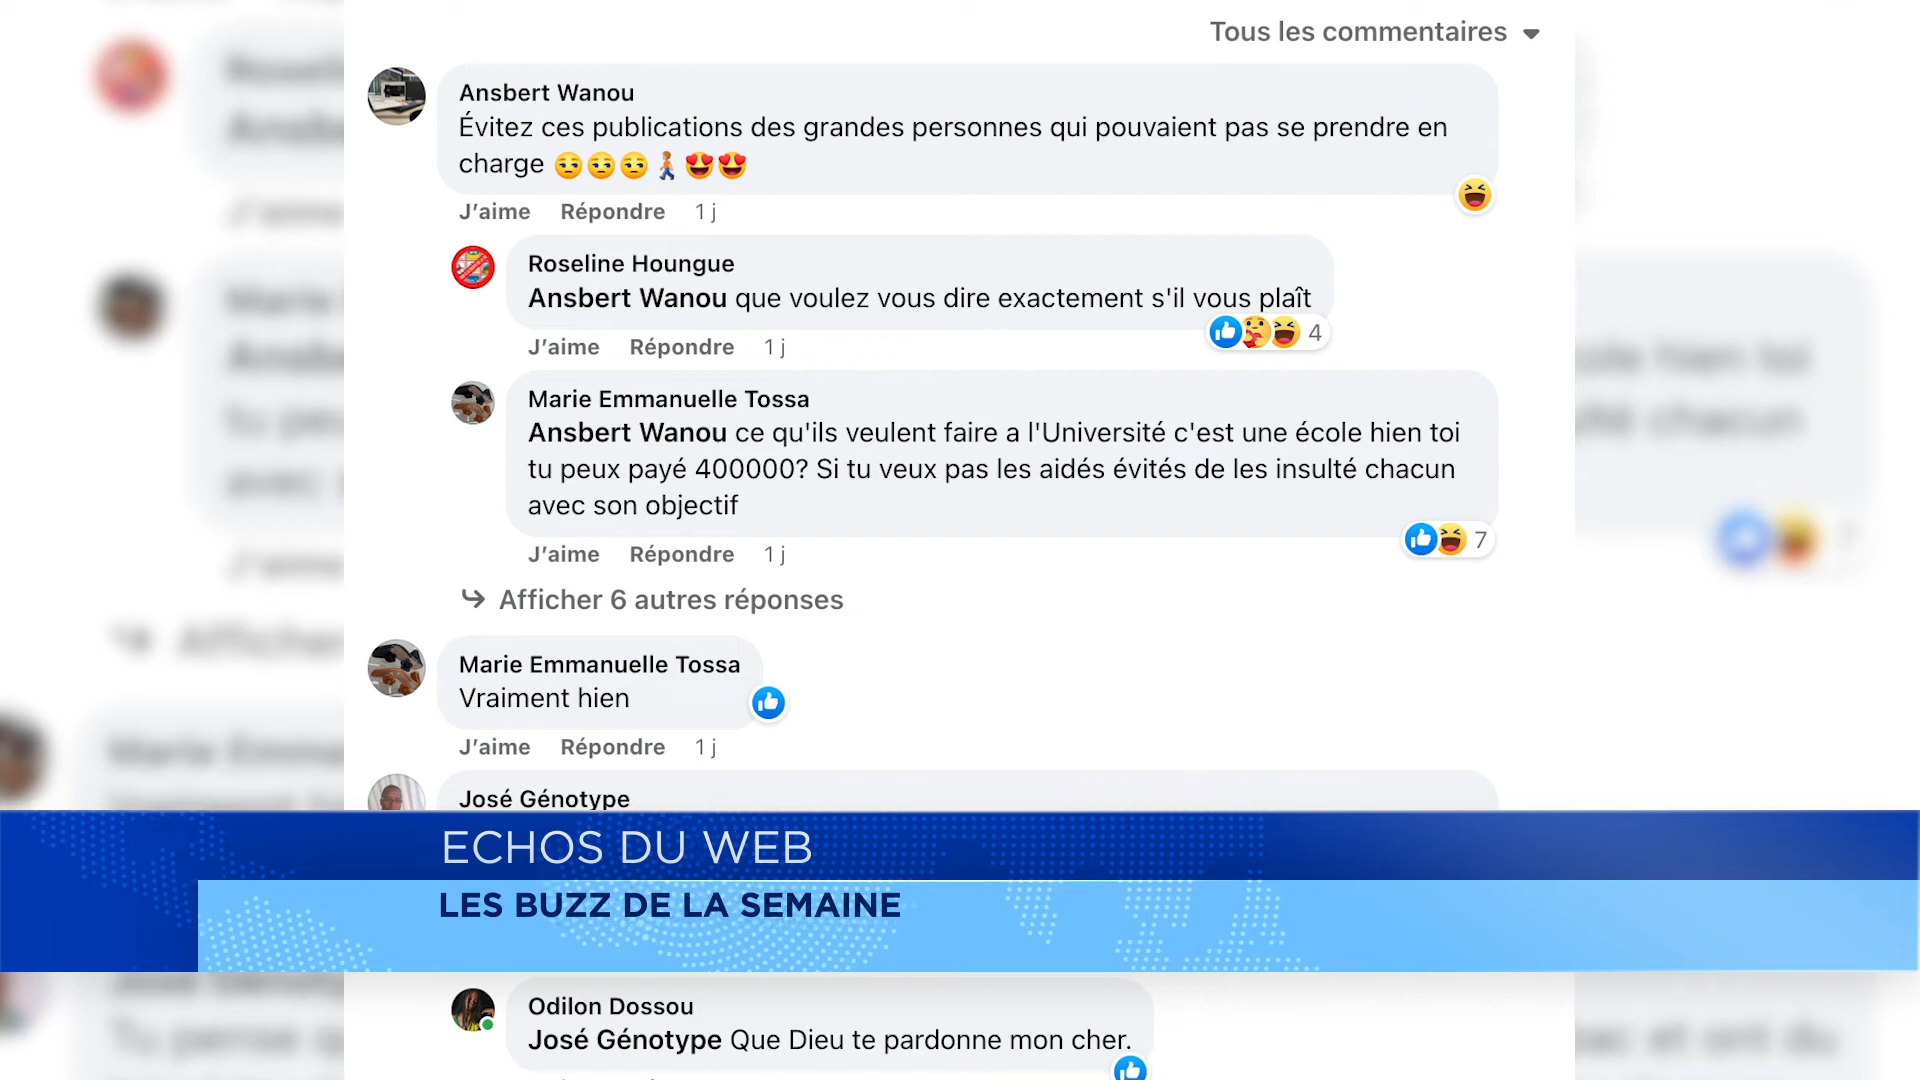 Tous les commentaires
Ansbert Wanou
Évitez ces publications des grandes personnes qui pouvaient pas se prendre en
charge 😒😒😒🚶😍😍
J'aime Répondre 1 j
Roseline Houngue
Ansbert Wanou que voulez vous dire exactement s'il vous plaît
4
J'aime Répondre 1 j
Marie Emmanuelle Tossa
Ansbert Wanou ce qu'ils veulent faire a l'Université c'est une école hien toi
tu peux payé 400000? Si tu veux pas les aidés évités de les insulté chacun
avec son objectif
7
J'aime Répondre 1 j
Afficher 6 autres réponses
Marie Emmanuelle Tossa
Vraiment hien
J'aime Répondre 1 j
José Génotype
ECHOS DU WEB
LES BUZZ DE LA SEMAINE
Odilon Dossou
José Génotype Que Dieu te pardonne mon cher.